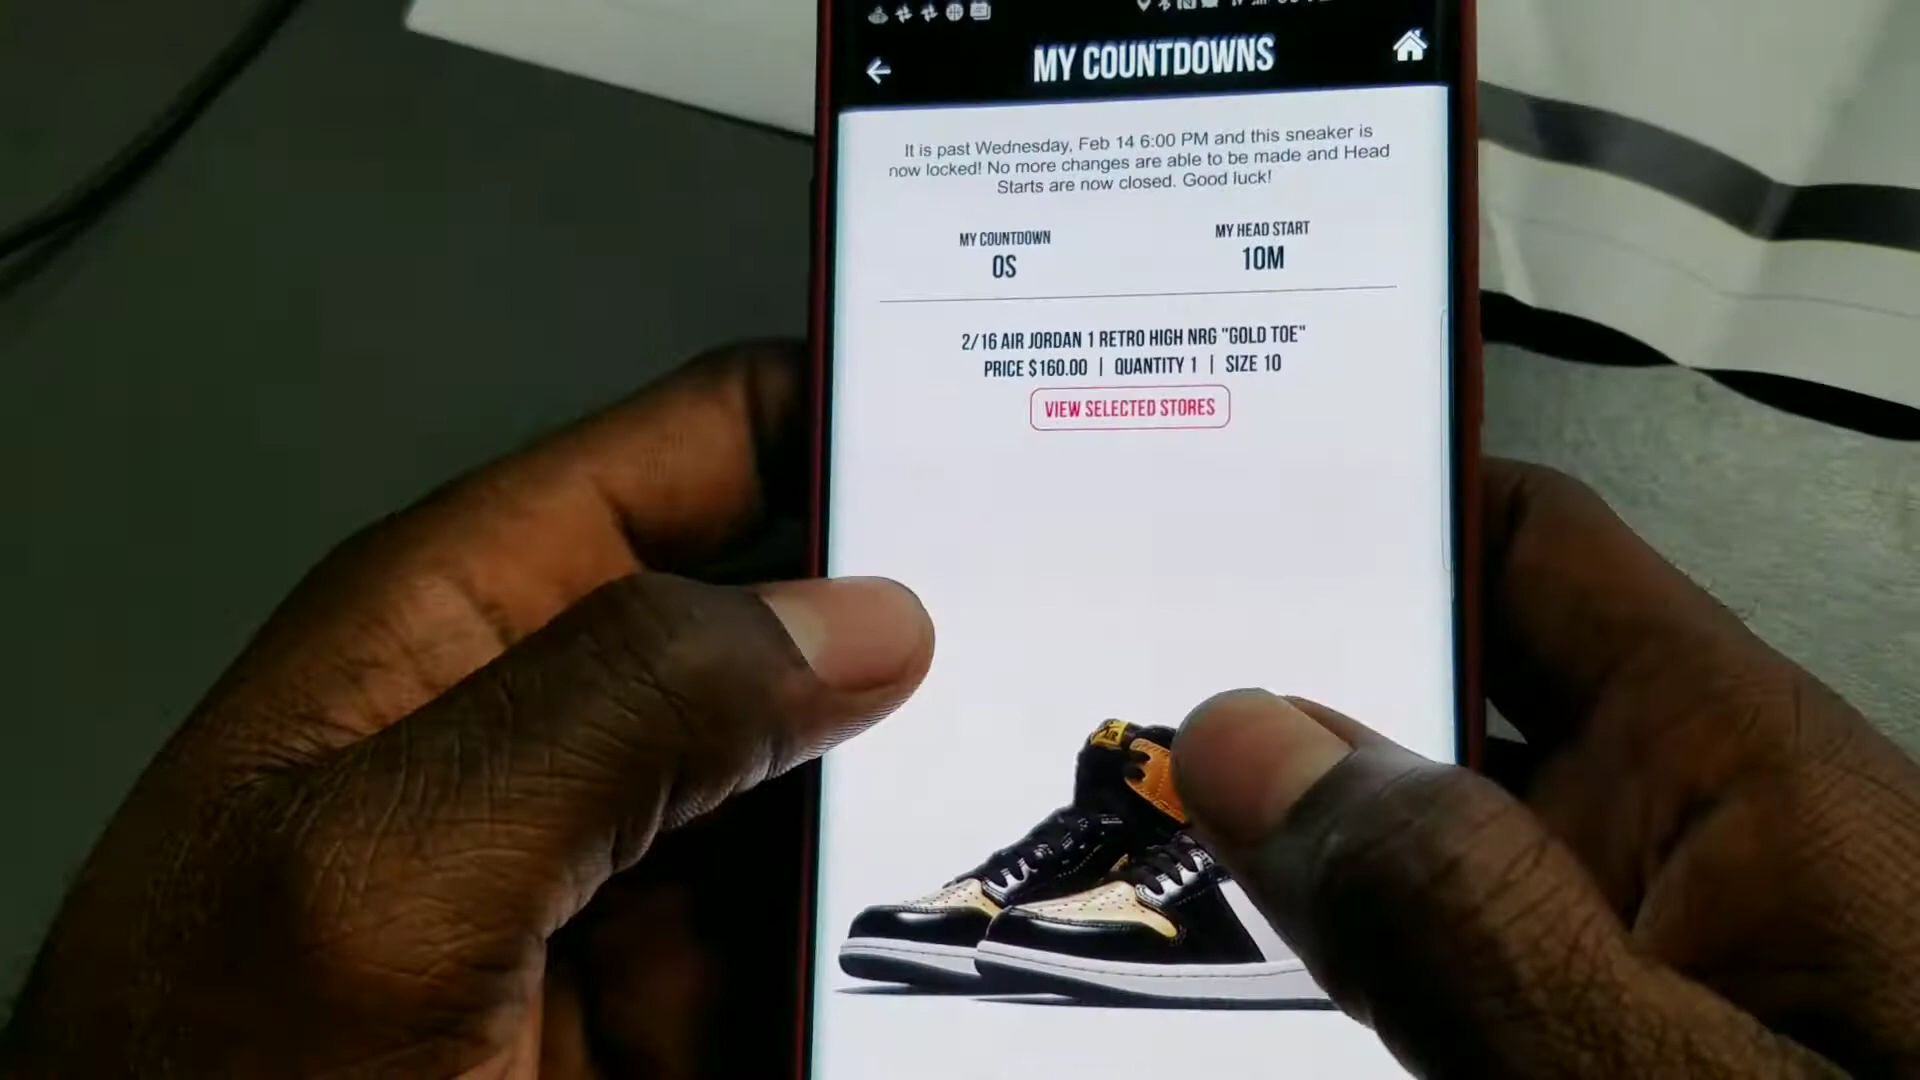 MY COUNTDOWNS
It is past Wednesday, Feb 14 6:00 PM and this sneaker is
now locked! No more changes are able to be made and Head
Starts are now closed. Good luck!
MY COUNTDOWN
0S
MY HEAD START
10M
2/16 AIR JORDAN 1 RETRO HIGH NRG "GOLD TOE"
PRICE $160.00 | QUANTITY 1 | SIZE 10
VIEW SELECTED STORES